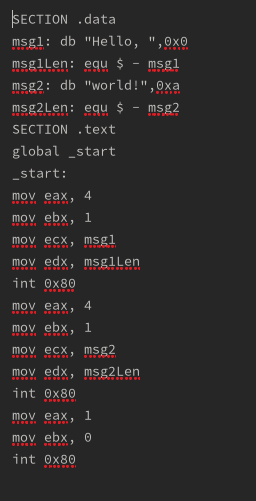 SECTION .data
msg1: db "Hello, ",0x0
msg1Len: equ $ - msg1
msg2: db "world!",0xa
msg2Len: equ $ - msg2
SECTION .text
global _start
_start:
mov eax, 4
mov ebx, 1
mov ecx, msg1
mov edx, msg1Len
int 0x80
mov eax, 4
mov ebx, 1
mov ecx, msg2
mov edx, msg2Len
int 0x80
mov eax, 1
mov ebx, 0
int 0x80